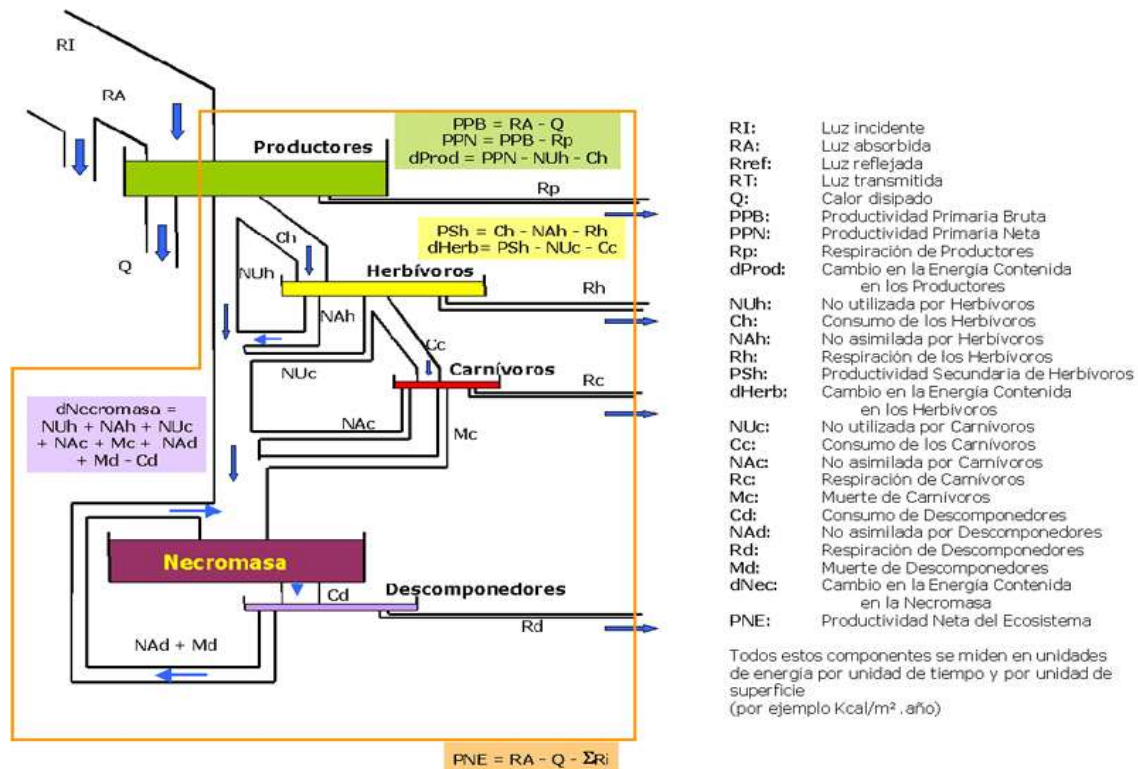 RI
RA
PPB = RA - Q
PPN = PPB - Rp
dProd = PPN - NUh - Ch
Productores
Rp
Q
Ch
NUh
PSh = Ch - NAh - Rh
dHerb= PSh - NUc - Cc
Herbívoros
Rh
NAh
Cc
NUc
Carnívoros
Rc
NAc
Mc
dNecromasa =
NUh + NAh + NUc
+ NAc + Mc + NAd
+ Md - Cd
Necromasa
Cd
Descomponedores
Rd
NAd + Md
PNE = RA - Q - ΣRi
RI: Luz incidente
RA: Luz absorbida
Rref: Luz reflejada
RT: Luz transmitida
Q: Calor disipado
PPB: Productividad Primaria Bruta
PPN: Productividad Primaria Neta
Rp: Respiración de Productores
dProd: Cambio en la Energía Contenida
en los Productores
NUh: No utilizada por Herbívoros
Ch: Consumo de los Herbívoros
NAh: No asimilada por Herbívoros
Rh: Respiración de los Herbívoros
PSh: Productividad Secundaria de Herbívoros
dHerb: Cambio en la Energía Contenida
en los Herbívoros
NUc: No utilizada por Carnívoros
Cc: Consumo de los Carnívoros
NAc: No asimilada por Carnívoros
Rc: Respiración de Carnívoros
Mc: Muerte de Carnívoros
Cd: Consumo de Descomponedores
NAd: No asimilada por Descomponedores
Rd: Respiración de Descomponedores
Md: Muerte de Descomponedores
dNec: Cambio en la Energía Contenida
en la Necromasa
PNE: Productividad Neta del Ecosistema
Todos estos componentes se miden en unidades
de energía por unidad de tiempo y por unidad de
superficie
(por ejemplo Kcal/m² .año)